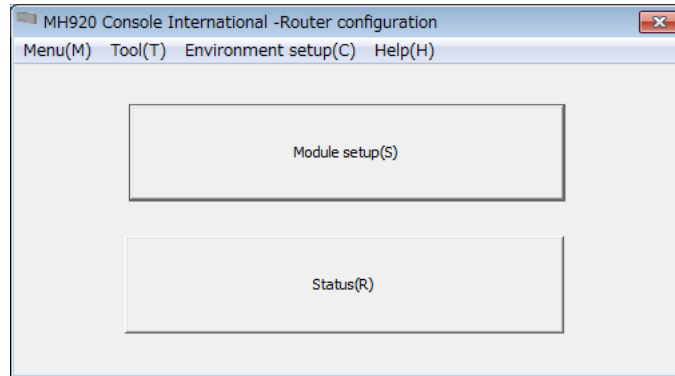 MH920 Console International -Router configuration
Menu(M) Tool(T) Environment setup(C) Help(H)
Module setup(S)
Status(R)